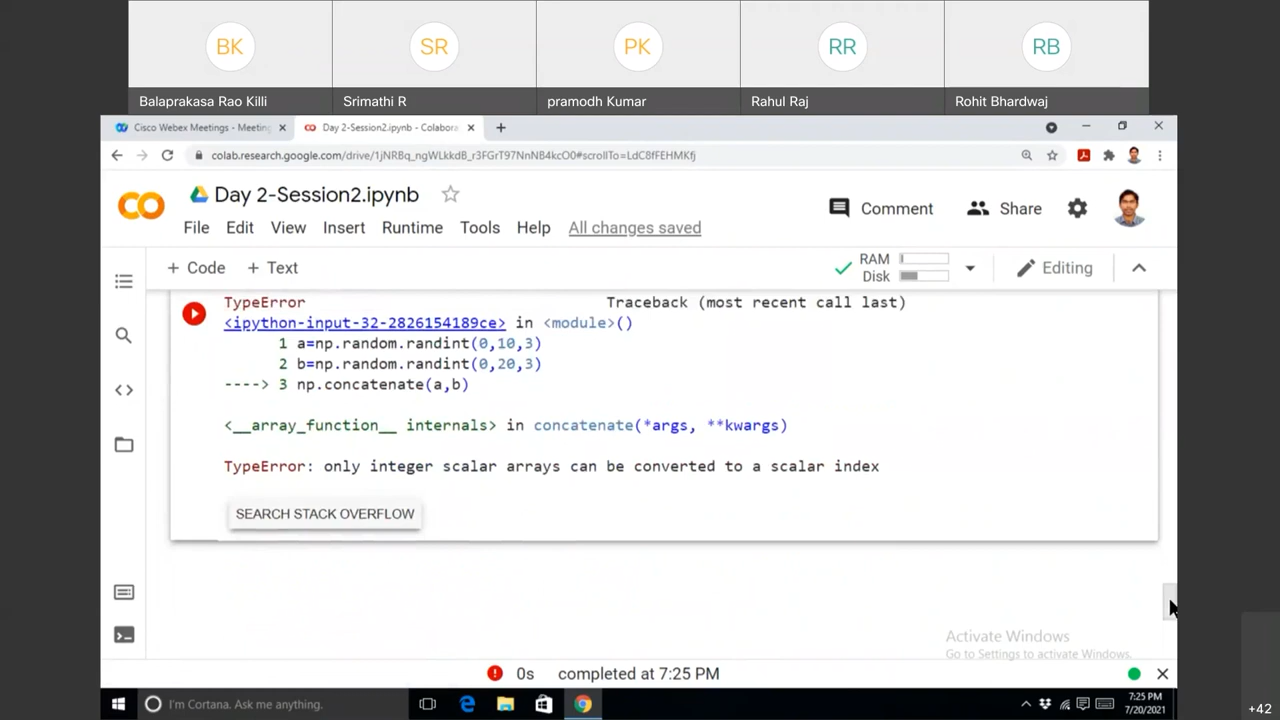 BK
SR
PK
RR
RB
Balaprakasa Rao Killi
Srimathi R
pramodh Kumar
Rahul Raj
Rohit Bhardwaj
Cisco Webex Meetings - Meeting
Day 2-Session2.ipynb - Colabora
colab.research.google.com/drive/1jNRBq_ngWLkkdB_r3FGrT97NnNB4kcO0#scrollTo=LdC8fFEHMKfj
Day 2-Session2.ipynb
Comment
Share
File Edit View Insert Runtime Tools Help All changes saved
+ Code + Text
RAM
Disk
Editing
TypeError Traceback (most recent call last)
<ipython-input-32-2826154189ce> in <module>()
1 a=np.random.randint(0,10,3)
2 b=np.random.randint(0,20,3)
----> 3 np.concatenate(a,b)
<__array_function__ internals> in concatenate(*args, **kwargs)
TypeError: only integer scalar arrays can be converted to a scalar index
SEARCH STACK OVERFLOW
Activate Windows
Go to Settings to activate Windows.
0s completed at 7:25 PM
I'm Cortana. Ask me anything.
7:25 PM
7/20/2021
+42